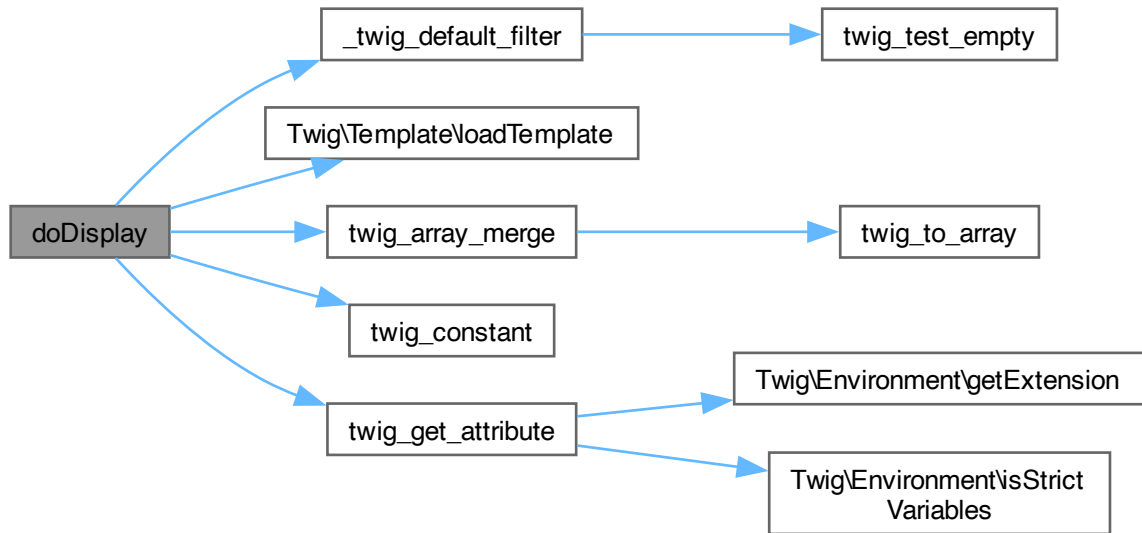 _twig_default_filter
twig_test_empty
Twig\Template\loadTemplate
doDisplay
twig_array_merge
twig_to_array
twig_constant
Twig\Environment\getExtension
twig_get_attribute
Twig\Environment\isStrict
Variables